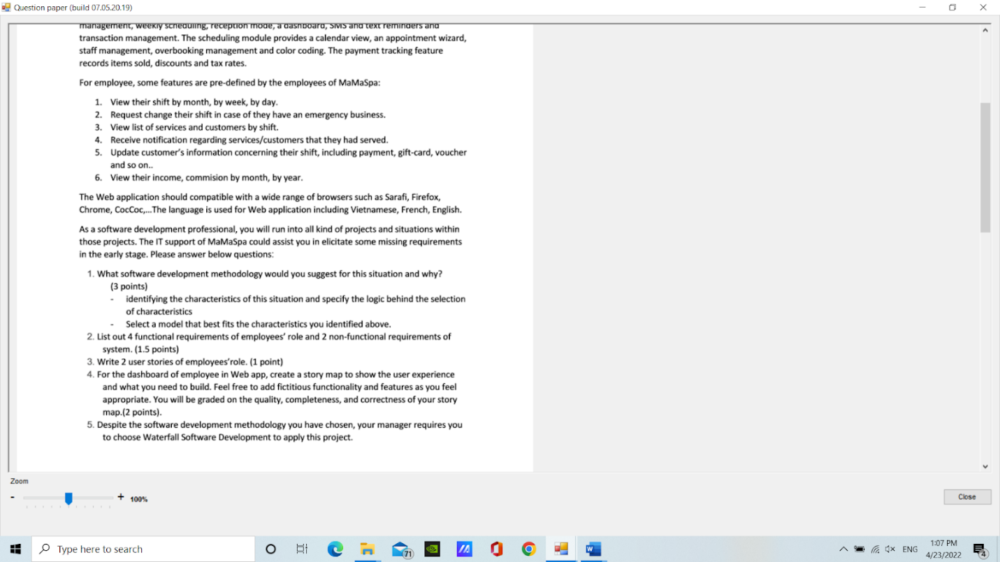 Question paper (build 07.05.20.19)
management, weekly scheduling, reception mode, a dashboard, SMS and text reminders and
transaction management. The scheduling module provides a calendar view, an appointment wizard,
staff management, overbooking management and color coding. The payment tracking feature
records items sold, discounts and tax rates.
For employee, some features are pre-defined by the employees of MaMaSpa:
1. View their shift by month, by week, by day.
2. Request change their shift in case of they have an emergency business.
3. View list of services and customers by shift.
4. Receive notification regarding services/customers that they had served.
5. Update customer's information concerning their shift, including payment, gift-card, voucher
and so on..
6. View their income, commision by month, by year.
The Web application should compatible with a wide range of browsers such as Sarafi, Firefox,
Chrome, CocCoc,...The language is used for Web application including Vietnamese, French, English.
As a software development professional, you will run into all kind of projects and situations within
those projects. The IT support of MaMaSpa could assist you in elicitate some missing requirements
in the early stage. Please answer below questions:
1. What software development methodology would you suggest for this situation and why?
(3 points)
- identifying the characteristics of this situation and specify the logic behind the selection
of characteristics
- Select a model that best fits the characteristics you identified above.
2. List out 4 functional requirements of employees' role and 2 non-functional requirements of
system. (1.5 points)
3. Write 2 user stories of employees'role. (1 point)
4. For the dashboard of employee in Web app, create a story map to show the user experience
and what you need to build. Feel free to add fictitious functionality and features as you feel
appropriate. You will be graded on the quality, completeness, and correctness of your story
map.(2 points).
5. Despite the software development methodology you have chosen, your manager requires you
to choose Waterfall Software Development to apply this project.
Zoom
- + 100%
Close
Type here to search
71
W
ENG
1:07 PM
4/23/2022
4